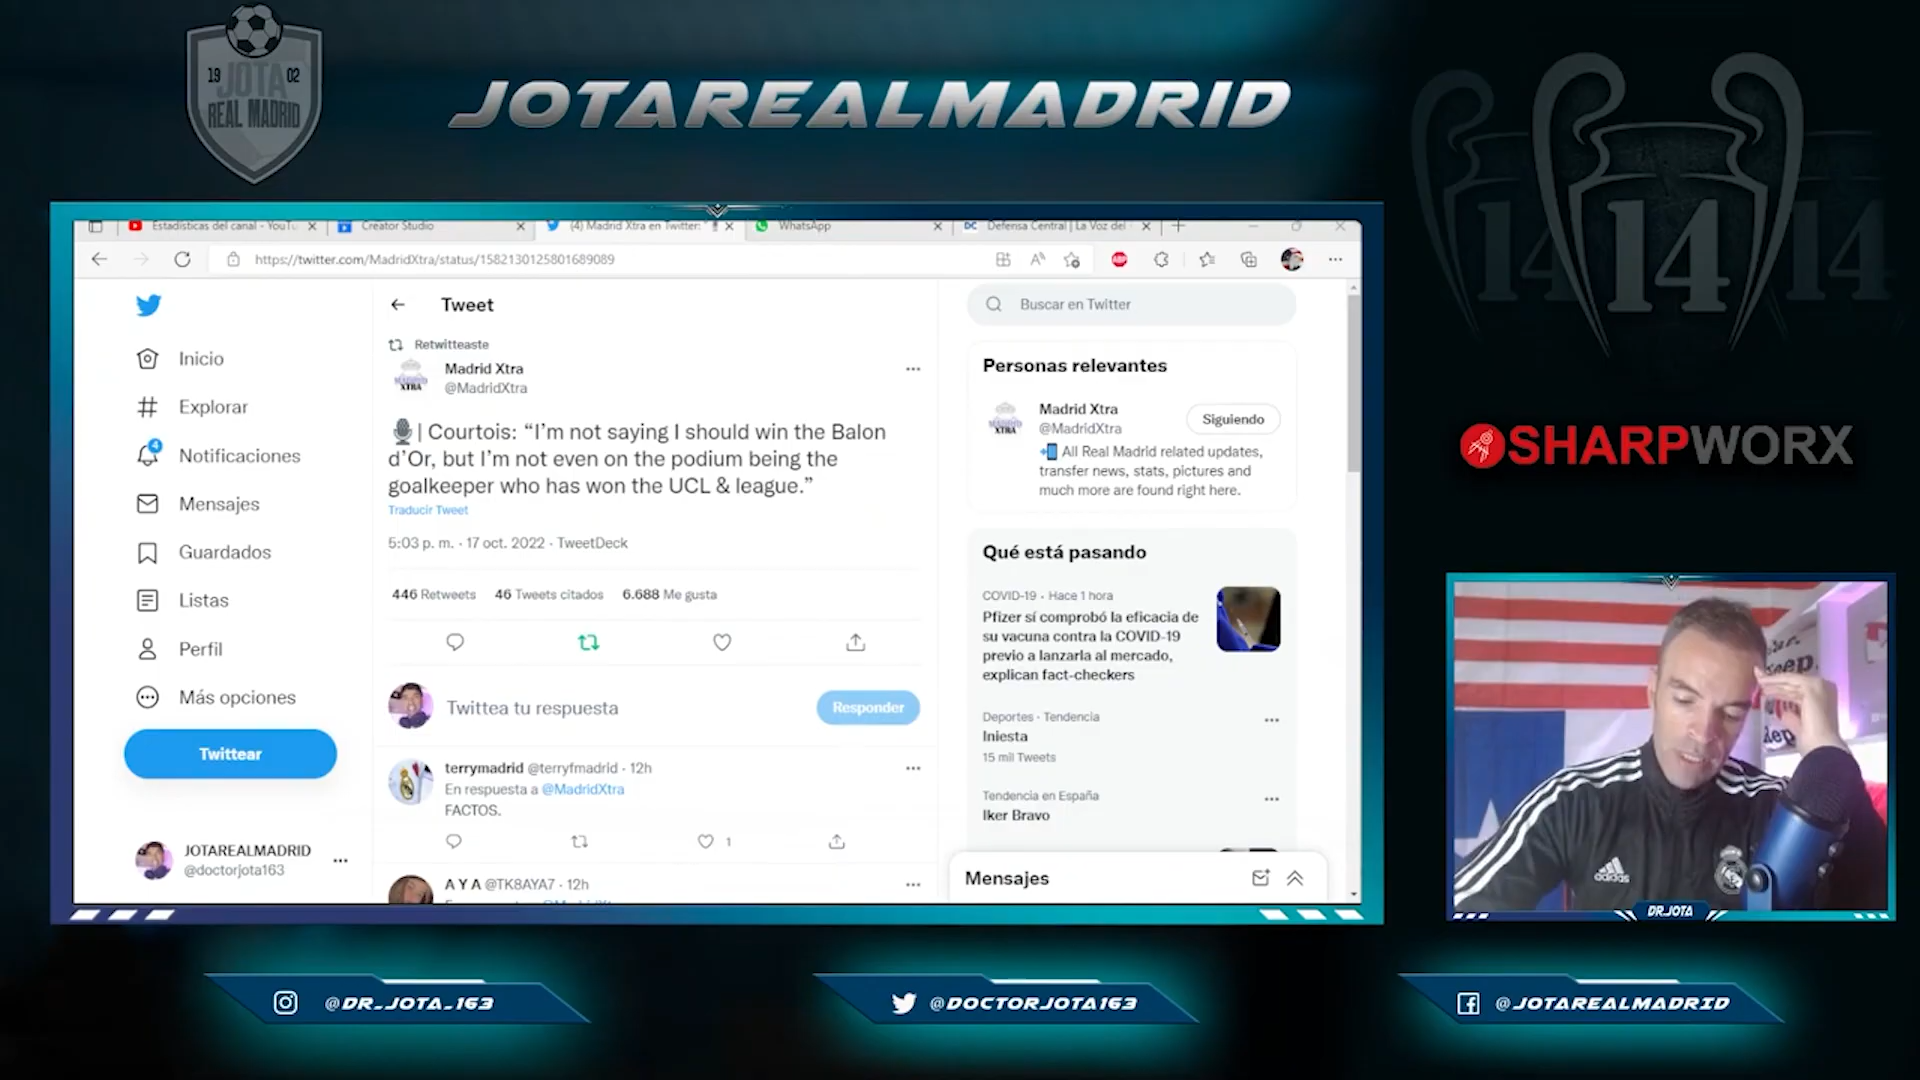 19 02
JOTA
REAL MADRID
JOTAREALMADRID
14 14 14
Estadísticas del canal - YouTu
Creator Studio
(4) Madrid Xtra en Twitter: "
WhatsApp
DC Defensa Central | La Voz del
https://twitter.com/MadridXtra/status/1582130125801689089
ABP
Tweet
Buscar en Twitter
Inicio
Explorar
4
Notificaciones
Mensajes
Guardados
Listas
Perfil
Más opciones
Twittear
JOTAREALMADRID
@doctorjota163
Retwitteaste
Madrid Xtra
@MadridXtra
| Courtois: “I’m not saying I should win the Balon
d’Or, but I’m not even on the podium being the
goalkeeper who has won the UCL & league.”
Traducir Tweet
5:03 p. m. · 17 oct. 2022 · TweetDeck
446 Retweets 46 Tweets citados 6.688 Me gusta
Twittea tu respuesta
Responder
terrymadrid @terryfmadrid · 12h
En respuesta a @MadridXtra
FACTOS.
1
A Y A @TK8AYA7 · 12h
Personas relevantes
Madrid Xtra
@MadridXtra
Siguiendo
All Real Madrid related updates,
transfer news, stats, pictures and
much more are found right here.
Qué está pasando
COVID-19 · Hace 1 hora
Pfizer sí comprobó la eficacia de
su vacuna contra la COVID-19
previo a lanzarla al mercado,
explican fact-checkers
Deportes · Tendencia
Iniesta
15 mil Tweets
Tendencia en España
Iker Bravo
Mensajes
SHARPWORX
adidas
DR.JOTA
@DR_JOTA_163
@DOCTORJOTA163
@JOTAREALMADRID